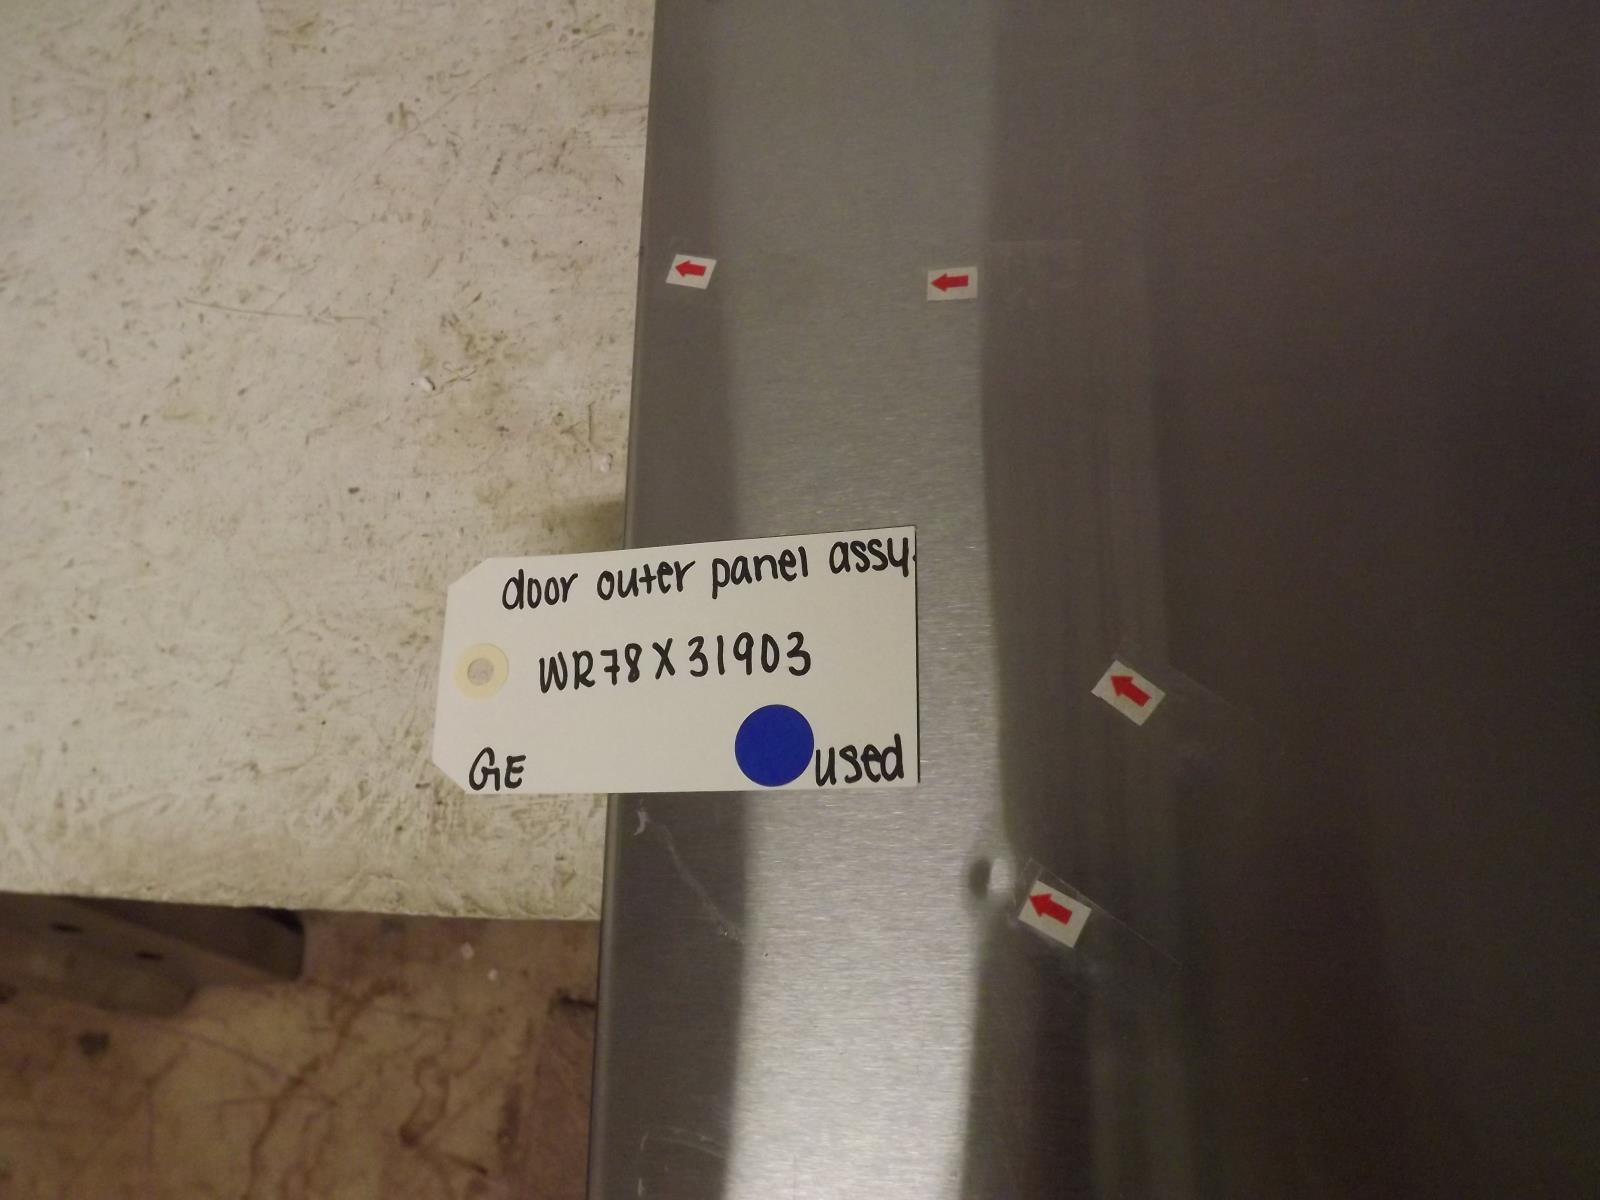 door outer panel assy.
WR78X31903
GE
used